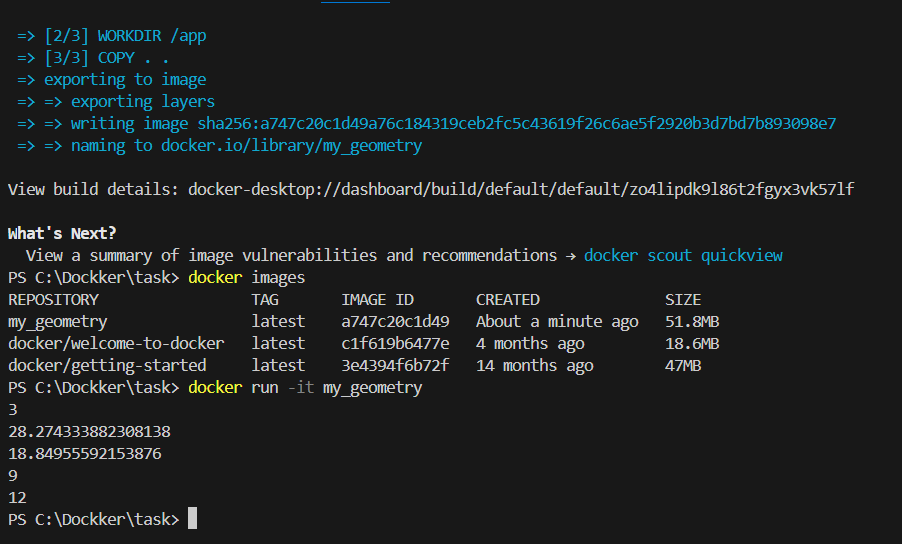 => [2/3] WORKDIR /app
=> [3/3] COPY . .
=> exporting to image
=> => exporting layers
=> => writing image sha256:a747c20c1d49a76c184319ceb2fc5c43619f26c6ae5f2920b3d7bd7b893098e7
=> => naming to docker.io/library/my_geometry
View build details: docker-desktop://dashboard/build/default/default/zo4lipdk9l86t2fgyx3vk57lf
What's Next?
View a summary of image vulnerabilities and recommendations → docker scout quickview
PS C:\Dockker\task> docker images
REPOSITORY TAG IMAGE ID CREATED SIZE
my_geometry latest a747c20c1d49 About a minute ago 51.8MB
docker/welcome-to-docker latest c1f619b6477e 4 months ago 18.6MB
docker/getting-started latest 3e4394f6b72f 14 months ago 47MB
PS C:\Dockker\task> docker run -it my_geometry
3
28.274333882308138
18.84955592153876
9
12
PS C:\Dockker\task>